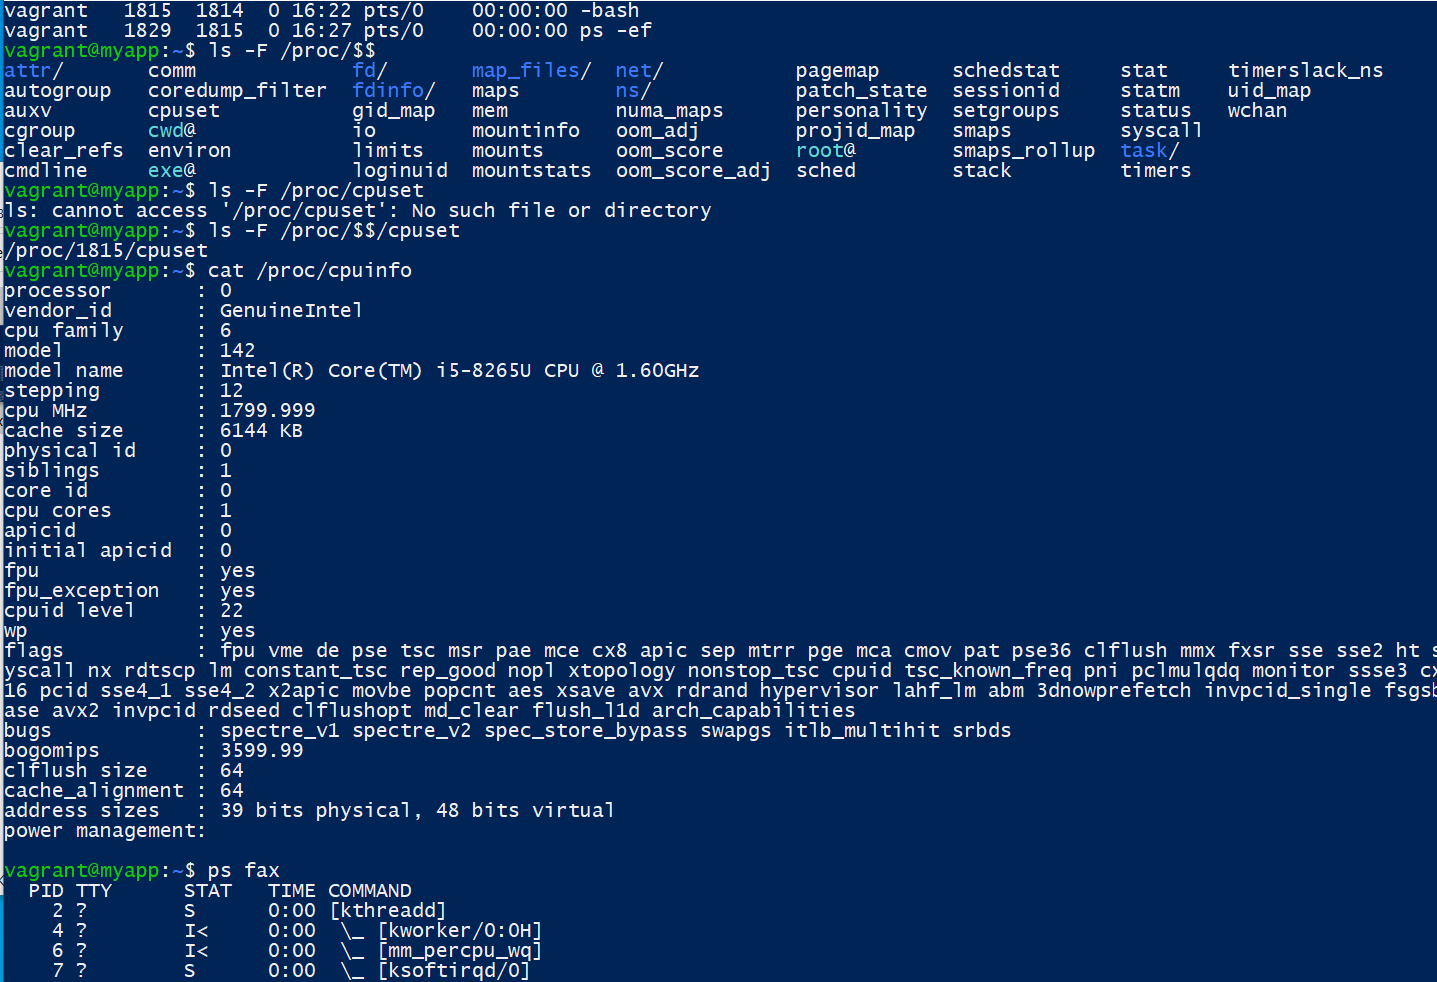 vagrant   1815  1814  0 16:22 pts/0    00:00:00 -bash
vagrant   1829  1815  0 16:27 pts/0    00:00:00 ps -ef
vagrant@myapp:~$ ls -F /proc/$$
attr/       comm             fd/       map_files/  net/           pagemap      schedstat     stat     timerslack_ns
autogroup   coredump_filter  fdinfo/   maps        ns/            patch_state  sessionid     statm    uid_map
auxv        cpuset           gid_map   mem         numa_maps      personality  setgroups     status   wchan
cgroup      cwd@             io        mountinfo   oom_adj        projid_map   smaps         syscall
clear_refs  environ          limits    mounts      oom_score      root@        smaps_rollup  task/
cmdline     exe@             loginuid  mountstats  oom_score_adj  sched        stack         timers
vagrant@myapp:~$ ls -F /proc/cpuset
ls: cannot access '/proc/cpuset': No such file or directory
vagrant@myapp:~$ ls -F /proc/$$/cpuset
/proc/1815/cpuset
vagrant@myapp:~$ cat /proc/cpuinfo
processor       : 0
vendor_id       : GenuineIntel
cpu family      : 6
model           : 142
model name      : Intel(R) Core(TM) i5-8265U CPU @ 1.60GHz
stepping        : 12
cpu MHz         : 1799.999
cache size      : 6144 KB
physical id     : 0
siblings        : 1
core id         : 0
cpu cores       : 1
apicid          : 0
initial apicid  : 0
fpu             : yes
fpu_exception   : yes
cpuid level     : 22
wp              : yes
flags           : fpu vme de pse tsc msr pae mce cx8 apic sep mtrr pge mca cmov pat pse36 clflush mmx fxsr sse sse2 ht s
yscall nx rdtscp lm constant_tsc rep_good nopl xtopology nonstop_tsc cpuid tsc_known_freq pni pclmulqdq monitor ssse3 cx
16 pcid sse4_1 sse4_2 x2apic movbe popcnt aes xsave avx rdrand hypervisor lahf_lm abm 3dnowprefetch invpcid_single fsgsb
ase avx2 invpcid rdseed clflushopt md_clear flush_l1d arch_capabilities
bugs            : spectre_v1 spectre_v2 spec_store_bypass swapgs itlb_multihit srbds
bogomips        : 3599.99
clflush size    : 64
cache_alignment : 64
address sizes   : 39 bits physical, 48 bits virtual
power management:
vagrant@myapp:~$ ps fax
  PID TTY      STAT   TIME COMMAND
    2 ?        S      0:00 [kthreadd]
    4 ?        I<     0:00  \_ [kworker/0:0H]
    6 ?        I<     0:00  \_ [mm_percpu_wq]
    7 ?        S      0:00  \_ [ksoftirqd/0]